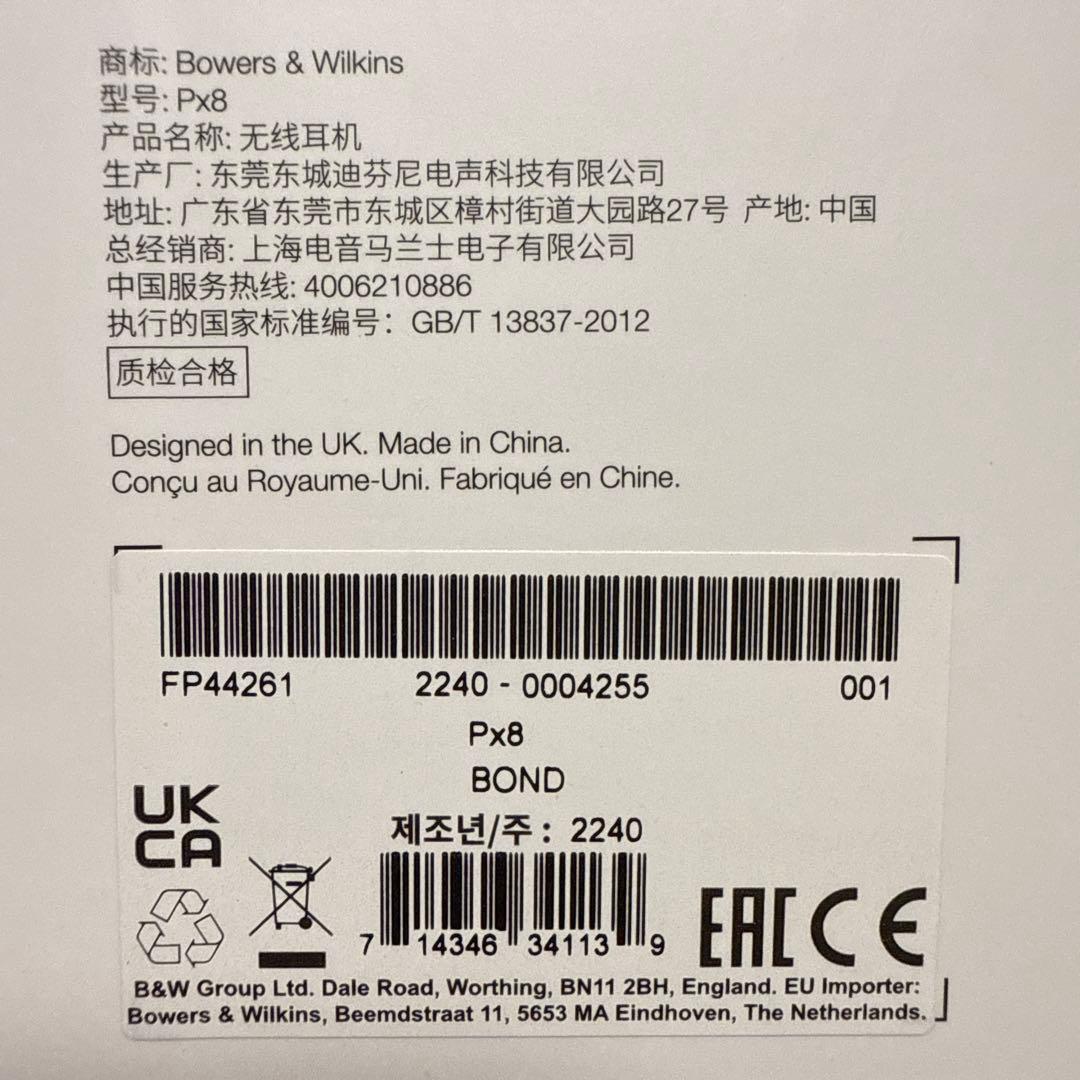 商标: Bowers & Wilkins
型号: Px8
产品名称: 无线耳机
生产厂: 东莞东城迪芬尼电声科技有限公司
地址: 广东省东莞市东城区樟村街道大园路27号 产地: 中国
总经销商: 上海电音马兰士电子有限公司
中国服务热线: 4006210886
执行的国家标准编号: GB/T 13837-2012
质检合格
Designed in the UK. Made in China.
Conçu au Royaume-Uni. Fabriqué en Chine.
FP44261 2240 - 0004255 001
Px8
BOND
제조년/주 : 2240
UK
CA
7 14346 34113 9
EAC CE
B&W Group Ltd. Dale Road, Worthing, BN11 2BH, England. EU Importer:
Bowers & Wilkins, Beemdstraat 11, 5653 MA Eindhoven, The Netherlands.